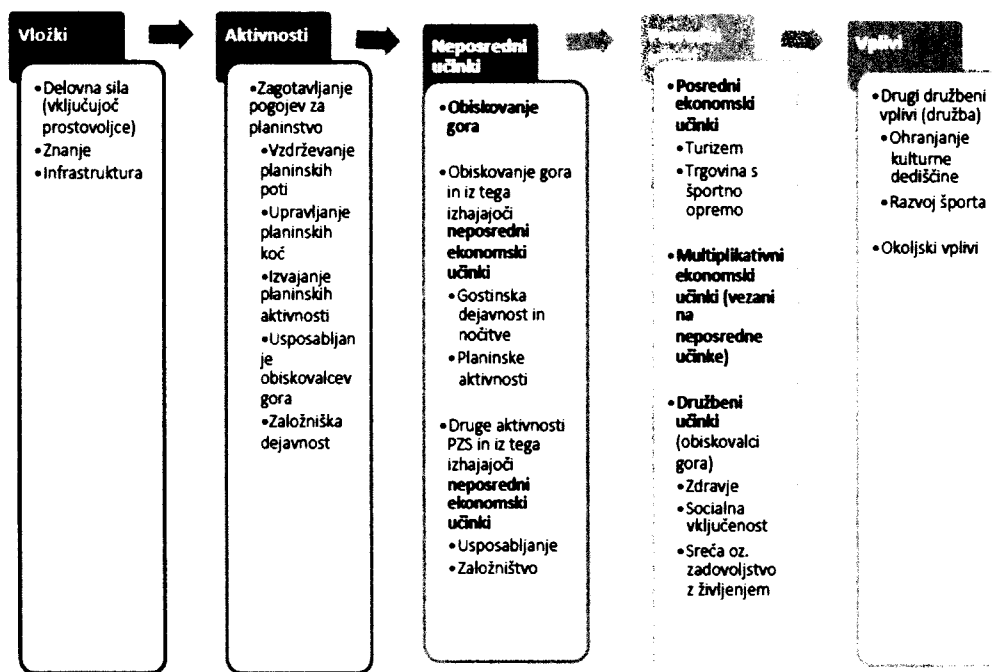 Vložki
•Delovna sila
(vključujoč
prostovoljce)
•Znanje
•Infrastruktura
Aktivnosti
•Zagotavljanje
pogojev za
planinstvo
•Vzdrževanje
planinskih
poti
•Upravljanje
planinskih
koč
•Izvajanje
planinskih
aktivnosti
•Usposabljan
je
obiskovalcev
gora
•Založniška
dejavnost
Neposredni
učinki
•Obiskovanje
gora
•Obiskovanje gora
in iz tega
izhajajoči
neposredni
ekonomski
učinki
•Gostinska
dejavnost in
nočitve
•Planinske
aktivnosti
•Druge aktivnosti
PZS in iz tega
izhajajoči
neposredni
ekonomski
učinki
•Usposabljanje
•Založništvo
•Posredni
ekonomski
učinki
•Turizem
•Trgovina s
športno
opremo
•Multiplikativni
ekonomski
učinki (vezani
na
neposredne
učinke)
•Družbeni
učinki
(obiskovalci
gora)
•Zdravje
•Socialna
vključenost
•Sreča oz.
zadovoljstvo
z življenjem
Vplivi
•Drugi družbeni
vplivi (družba)
•Ohranjanje
kulturne
dediščine
•Razvoj športa
•Okoljski vplivi